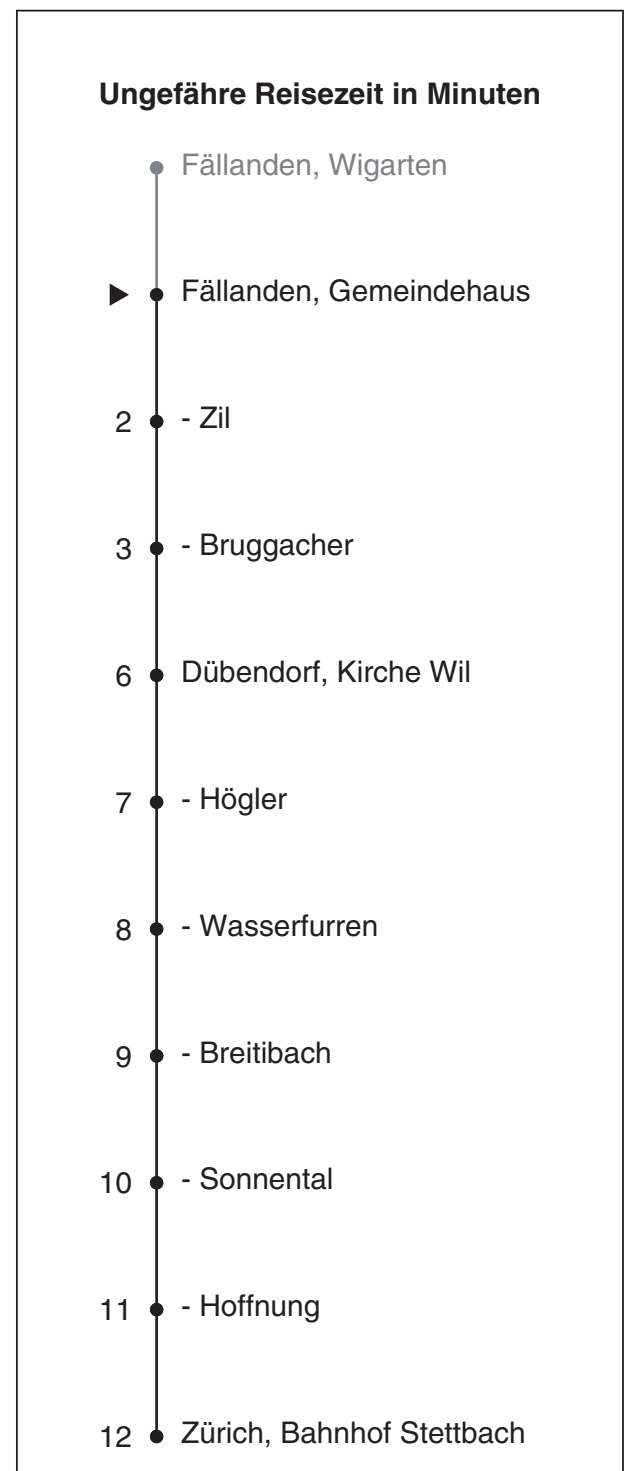 Ungefähre Reisezeit in Minuten
Fällanden, Wigarten
Fällanden, Gemeindehaus
2 - Zil
3 - Bruggacher
6 Dübendorf, Kirche Wil
7 - Högler
8 - Wasserfurren
9 - Breitibach
10 - Sonnental
11 - Hoffnung
12 Zürich, Bahnhof Stettbach